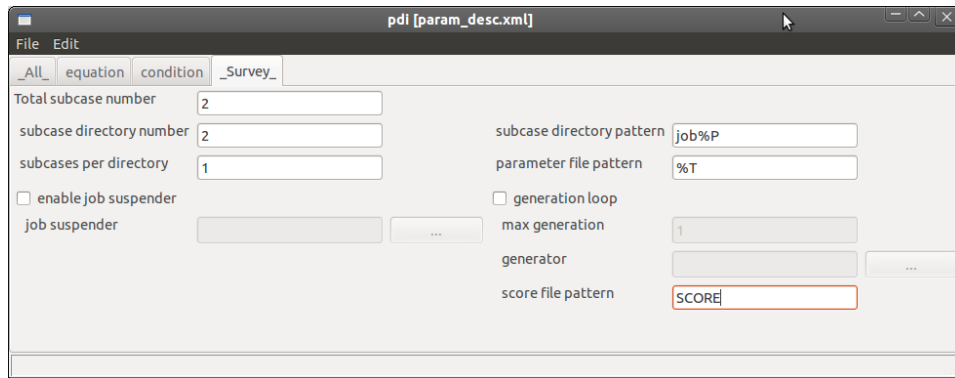 pdi [param_desc.xml]
File Edit
_All_ equation condition _Survey_
Total subcase number 2
subcase directory number 2 subcase directory pattern job%P
subcases per directory 1 parameter file pattern %T
enable job suspender generation loop
job suspender ... max generation 1
generator ...
score file pattern SCORE